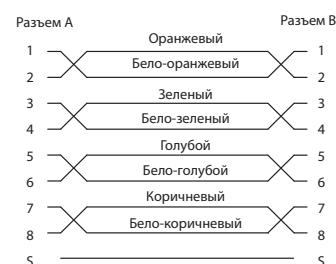 Разъем A Разъем B
Оранжевый
1 1
Бело-оранжевый
2 2
Зеленый
3 3
Бело-зеленый
4 4
Голубой
5 5
Бело-голубой
6 6
Коричневый
7 7
Бело-коричневый
8 8
S S